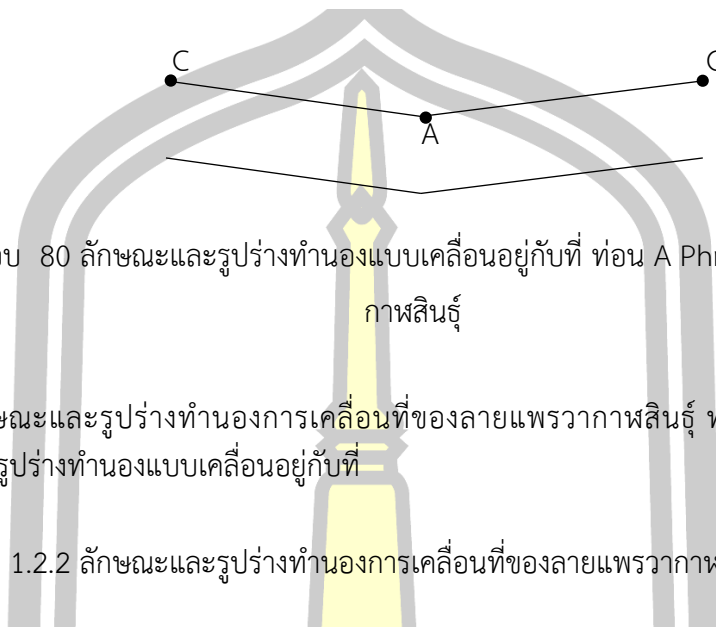 C
A
80 ลักษณะและรูปร่างทำนองแบบเคลื่อนอยู่กับที่ ท่อน A
กาฬสินธุ์
ษณะและรูปร่างทำนองการเคลื่อนที่ของลายแพรวากาฬสินธุ์
รูปร่างทำนองแบบเคลื่อนอยู่กับที่
1.2.2 ลักษณะและรูปร่างทำนองการเคลื่อนที่ของลายแพรวากาฬ